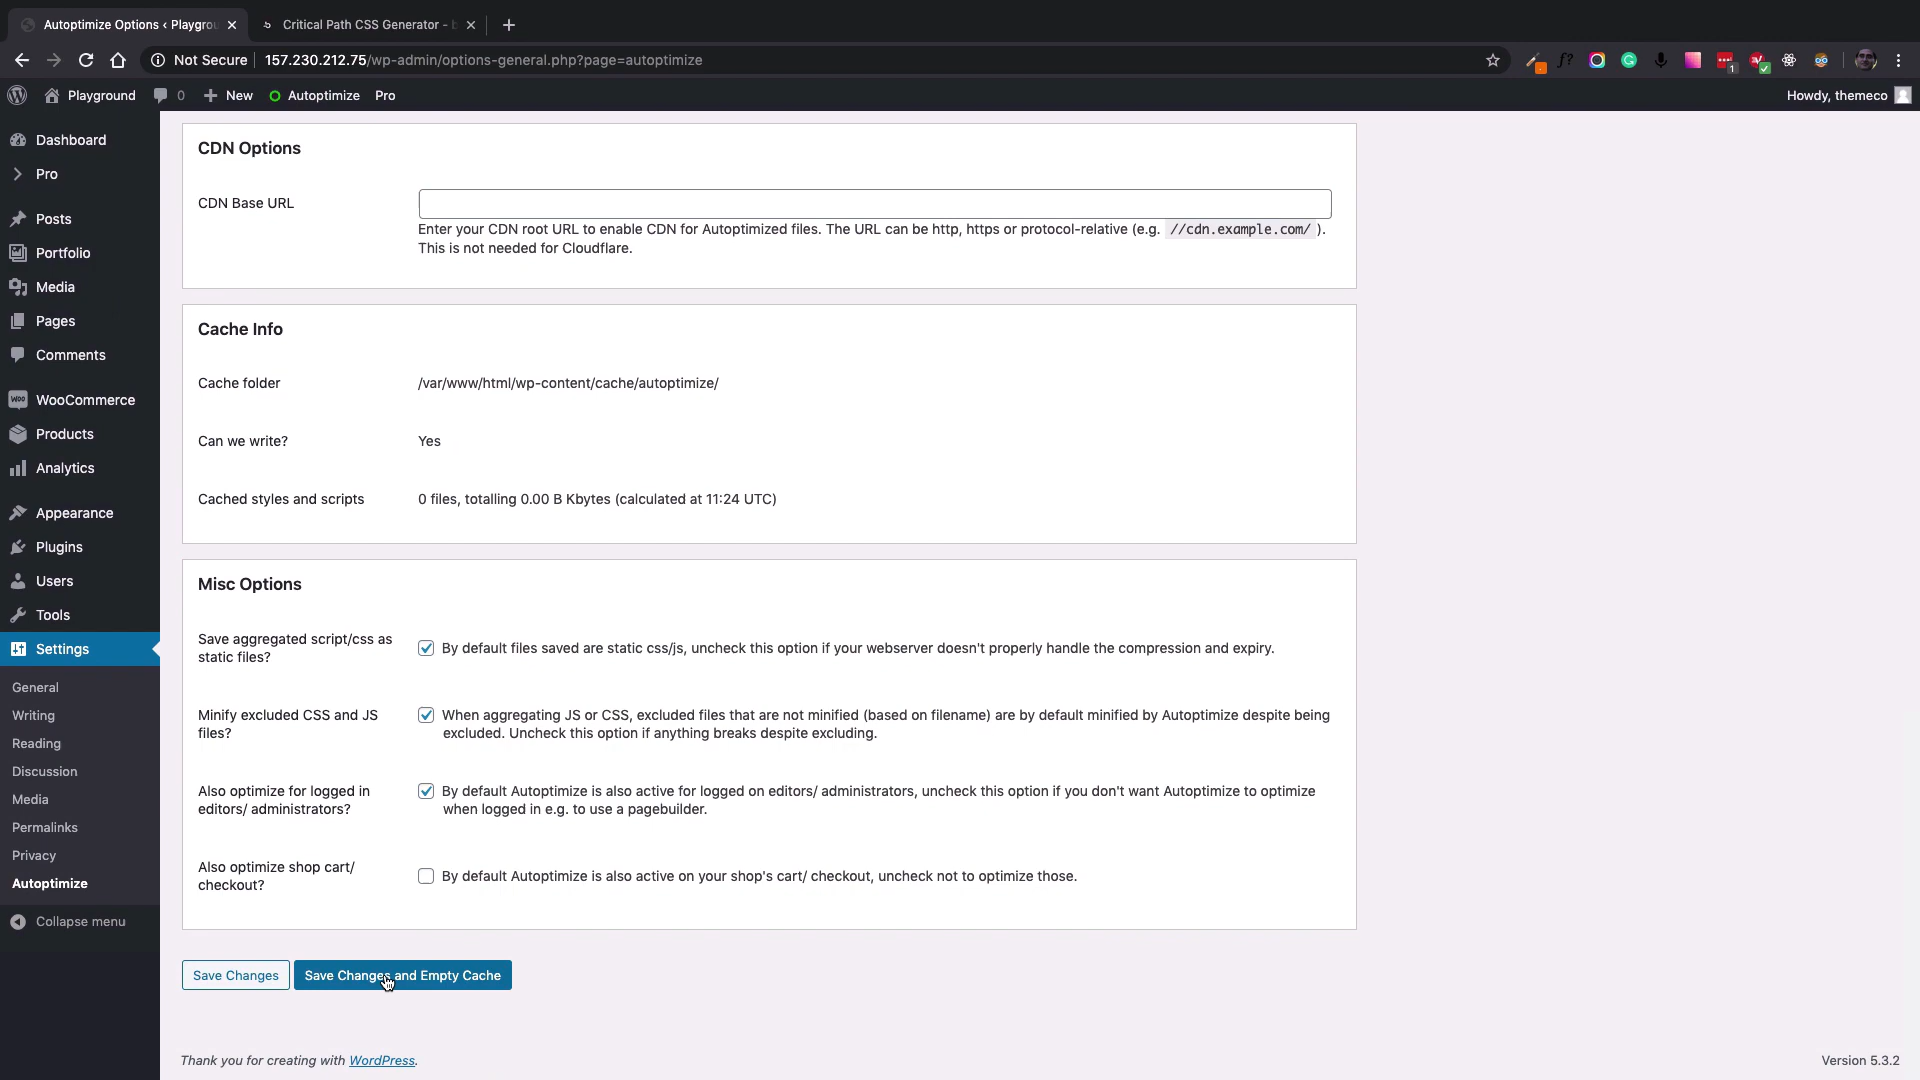 Autoptimize Options ‹ Playgrou
Critical Path CSS Generator - b
Not Secure
157.230.212.75/wp-admin/options-general.php?page=autoptimize
Playground
0
New
Autoptimize
Pro
Howdy, themeco
Dashboard
Pro
Posts
Portfolio
Media
Pages
Comments
WooCommerce
Products
Analytics
Appearance
Plugins
Users
Tools
Settings
General
Writing
Reading
Discussion
Media
Permalinks
Privacy
Autoptimize
Collapse menu
CDN Options
CDN Base URL
Enter your CDN root URL to enable CDN for Autoptimized files. The URL can be http, https or protocol-relative (e.g. //cdn.example.com/ ).
This is not needed for Cloudflare.
Cache Info
Cache folder
/var/www/html/wp-content/cache/autoptimize/
Can we write?
Yes
Cached styles and scripts
0 files, totalling 0.00 B Kbytes (calculated at 11:24 UTC)
Misc Options
Save aggregated script/css as
static files?
By default files saved are static css/js, uncheck this option if your webserver doesn't properly handle the compression and expiry.
Minify excluded CSS and JS
files?
When aggregating JS or CSS, excluded files that are not minified (based on filename) are by default minified by Autoptimize despite being
excluded. Uncheck this option if anything breaks despite excluding.
Also optimize for logged in
editors/ administrators?
By default Autoptimize is also active for logged on editors/ administrators, uncheck this option if you don't want Autoptimize to optimize
when logged in e.g. to use a pagebuilder.
Also optimize shop cart/
checkout?
By default Autoptimize is also active on your shop's cart/ checkout, uncheck not to optimize those.
Save Changes
Save Changes and Empty Cache
Thank you for creating with WordPress.
Version 5.3.2